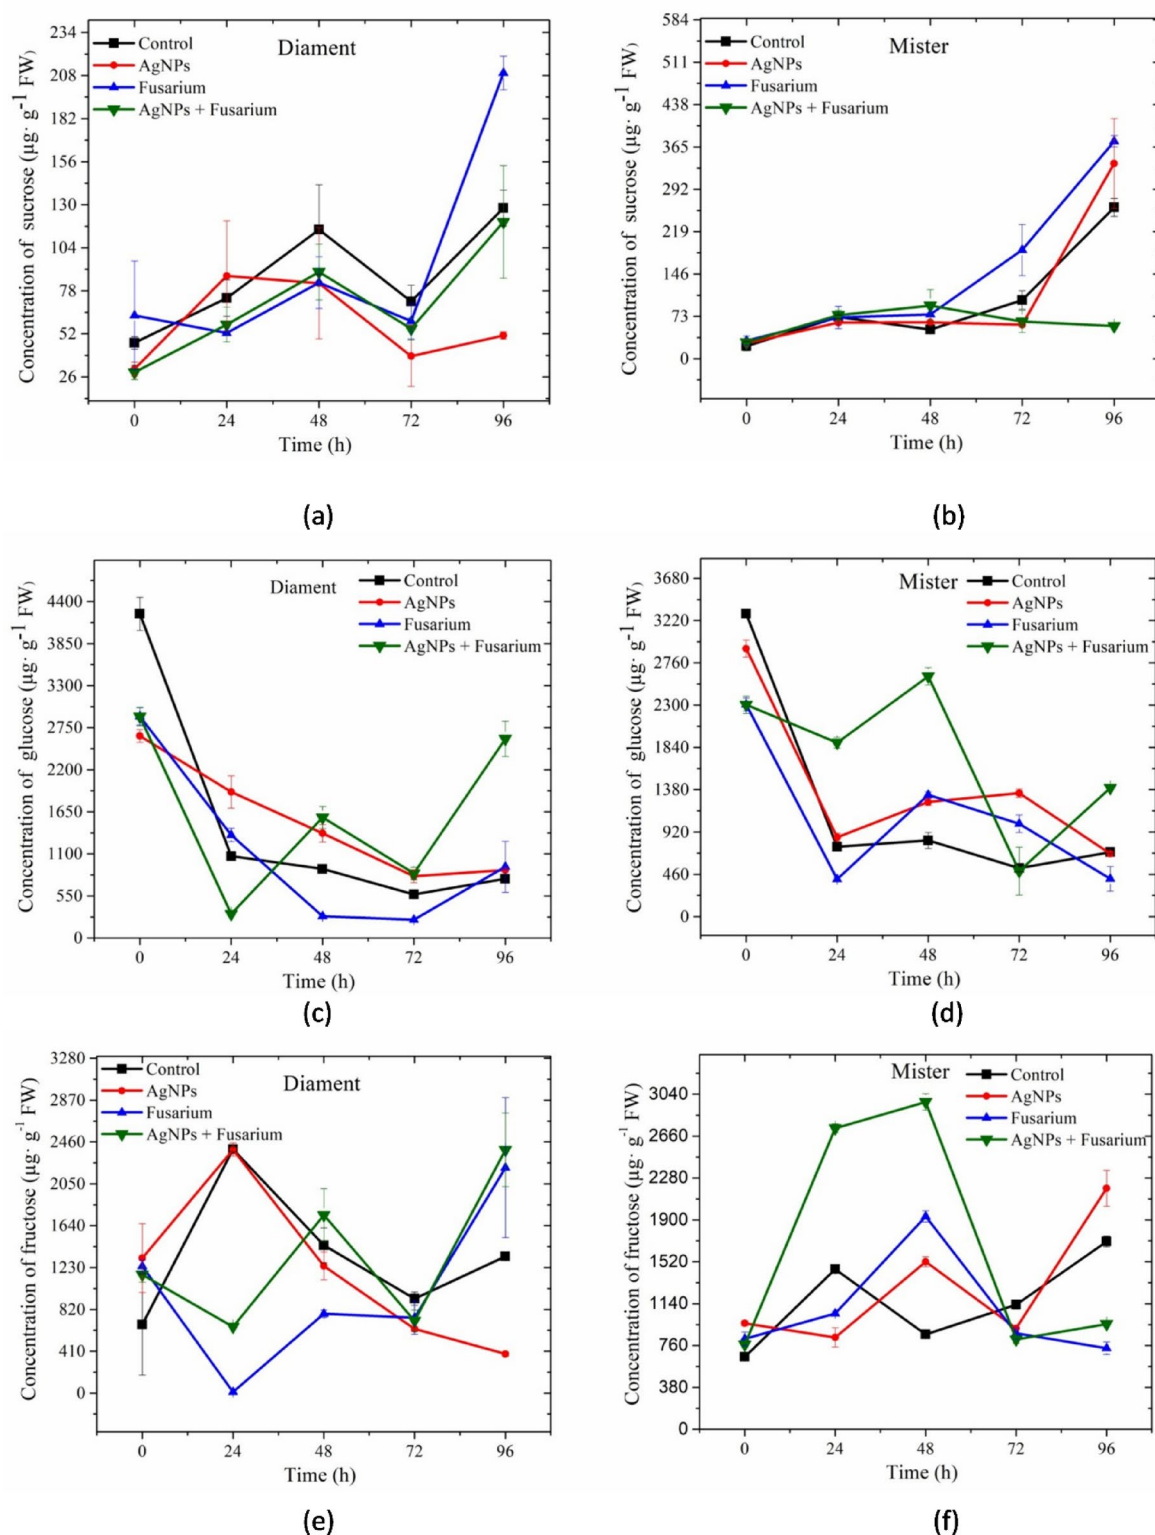 Diament
Control
AgNPs
Fusarium
AgNPs + Fusarium
Concentration of sucrose (µg· g⁻¹ FW)
234
208
182
156
130
104
78
52
26
0 24 48 72 96
Time (h)
(a)
Mister
Control
AgNPs
Fusarium
AgNPs + Fusarium
Concentration of sucrose (µg· g⁻¹ FW)
584
511
438
365
292
219
146
73
0
0 24 48 72 96
Time (h)
(b)
Diament
Control
AgNPs
Fusarium
AgNPs + Fusarium
Concentration of glucose (µg· g⁻¹ FW)
4400
3850
3300
2750
2200
1650
1100
550
0
0 24 48 72 96
Time (h)
(c)
Mister
Control
AgNPs
Fusarium
AgNPs + Fusarium
Concentration of glucose (µg· g⁻¹ FW)
3680
3220
2760
2300
1840
1380
920
460
0
0 24 48 72 96
Time (h)
(d)
Diament
Control
AgNPs
Fusarium
AgNPs + Fusarium
Concentration of fructose (µg· g⁻¹ FW)
3280
2870
2460
2050
1640
1230
820
410
0
0 24 48 72 96
Time (h)
(e)
Mister
Control
AgNPs
Fusarium
AgNPs + Fusarium
Concentration of fructose (µg· g⁻¹ FW)
3040
2660
2280
1900
1520
1140
760
380
0
0 24 48 72 96
Time (h)
(f)